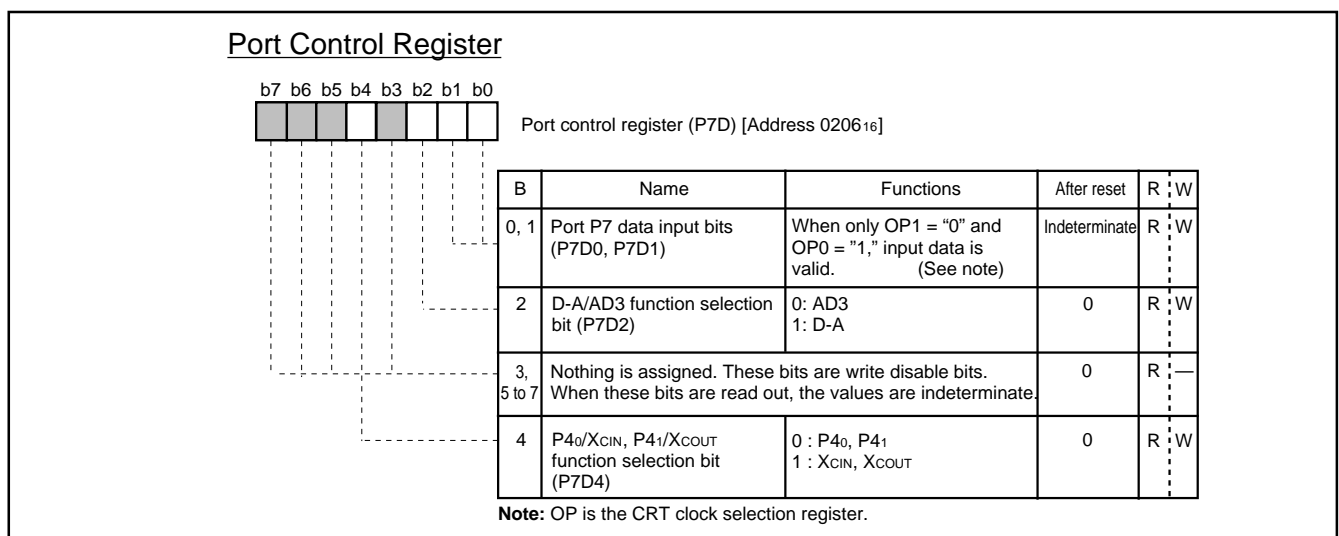 Port Control Register
b7 b6 b5 b4 b3 b2 b1 b0
Port control register (P7D) [Address 0206₁₆]
B Name Functions After reset R W
0, 1 Port P7 data input bits (P7D0, P7D1) When only OP1 = “0” and OP0 = ”1,” input data is valid. (See note) Indeterminate R W
2 D-A/AD3 function selection bit (P7D2) 0: AD3 1: D-A 0 R W
3, 5 to 7 Nothing is assigned. These bits are write disable bits. When these bits are read out, the values are indeterminate. 0 R —
4 P4₀/XCIN, P4₁/XCOUT function selection bit (P7D4) 0 : P4₀, P4₁ 1 : XCIN, XCOUT 0 R W
Note: OP is the CRT clock selection register.